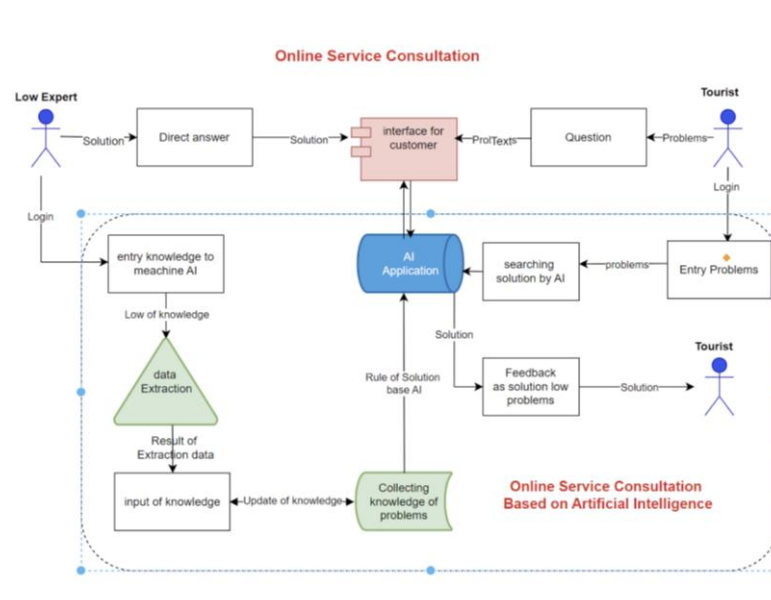 Online Service Consultation
Low Expert
Tourist
Solution
Direct answer
Solution
interface for
customer
ProlTexts
Question
Problems
Login
Login
entry knowledge to
meachine AI
AI
Application
searching
solution by AI
problems
Entry Problems
Low of knowledge
Solution
data
Extraction
Rule of Solution
base AI
Feedback
as solution low
problems
Solution
Tourist
Result of
Extraction data
input of knowledge
Update of knowledge
Collecting
knowledge of
problems
Online Service Consultation
Based on Artificial Intelligence